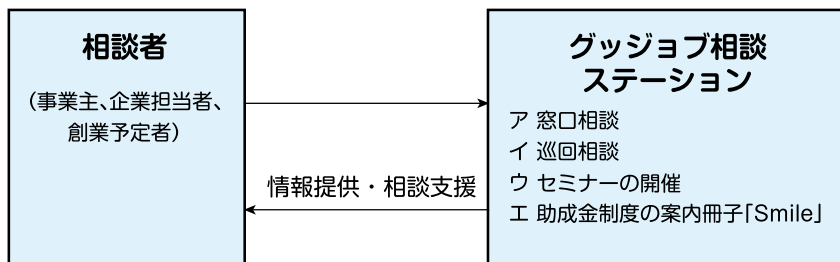 相談者
（事業主、企業担当者、
創業予定者）
情報提供・相談支援
グッジョブ相談
ステーション
ア 窓口相談
イ 巡回相談
ウ セミナーの開催
エ 助成金制度の案内冊子「Smile」